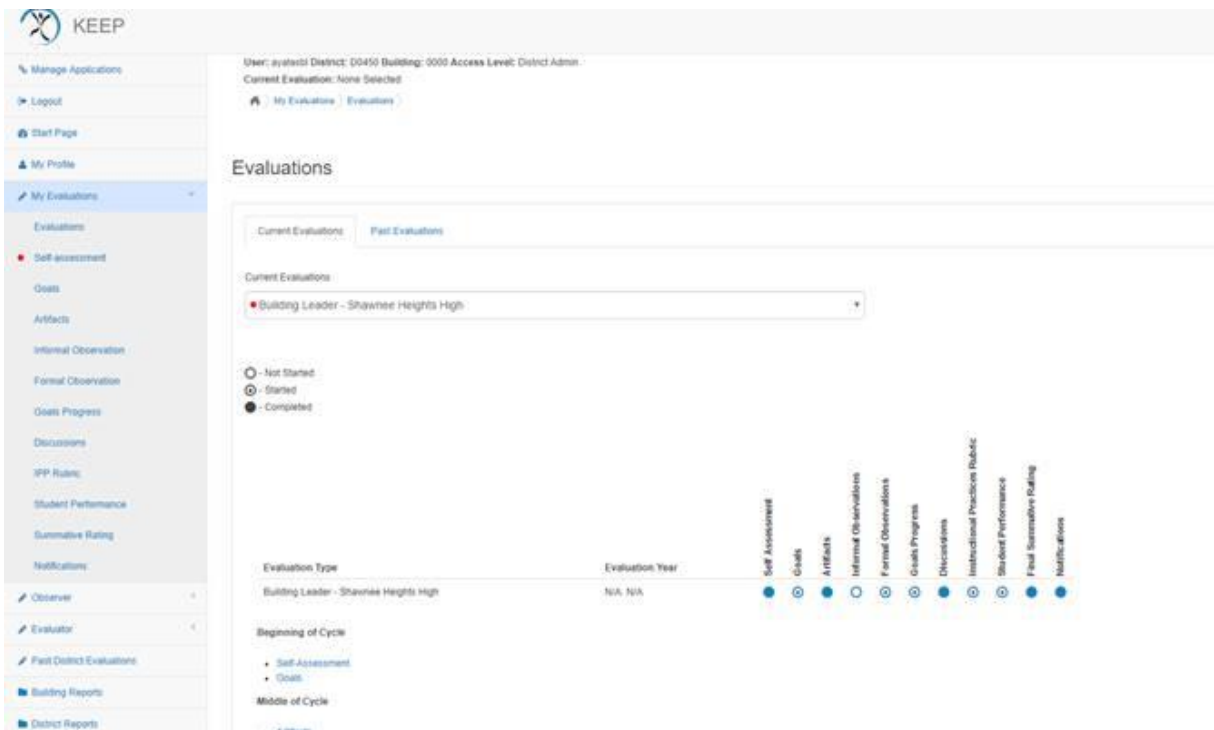 KEEP
Manage Applications
Logout
Start Page
My Profile
My Evaluations
Evaluations
Self-assessment
Goals
Artifacts
Informal Observation
Formal Observation
Goals Progress
Discussions
IPP Rubric
Student Performance
Summative Rating
Notifications
Observer
Evaluator
Past District Evaluations
Building Reports
District Reports
User: District: D0450 Building: 0000 Access Level: District Admin
Current Evaluation: None Selected
My Evaluations Evaluations
Evaluations
Current Evaluations Past Evaluations
Current Evaluations
Building Leader - Shawnee Heights High
- Not Started
- Started
- Completed
Evaluation Type Evaluation Year Self Assessment Goals Artifacts Informal Observations Formal Observations Goals Progress Discussions Instructional Practices Rubric Student Performance Final Summative Rating Notifications
Building Leader - Shawnee Heights High N/A N/A
Beginning of Cycle
Self-Assessment
Goals
Middle of Cycle